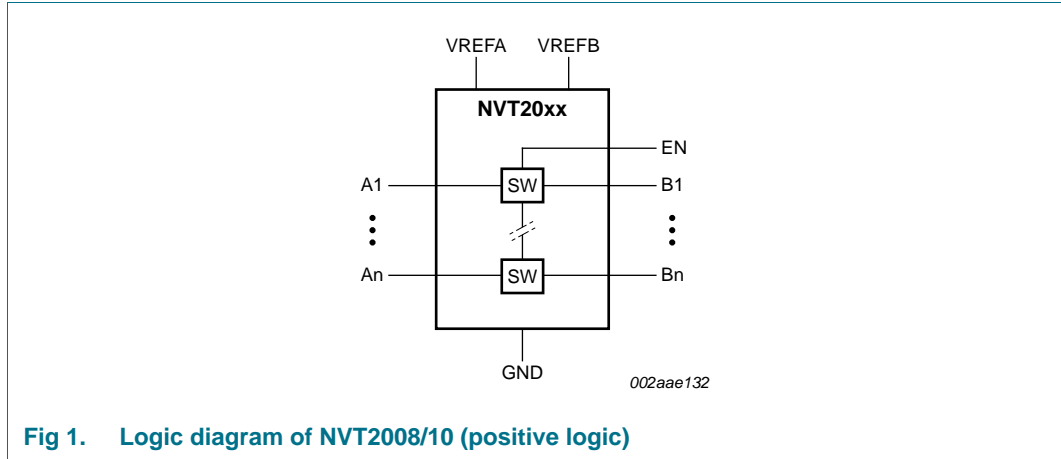 VREFA VREFB
NVT20xx
EN
A1 SW B1
An SW Bn
GND
002aae132
Fig 1. Logic diagram of NVT2008/10 (positive logic)